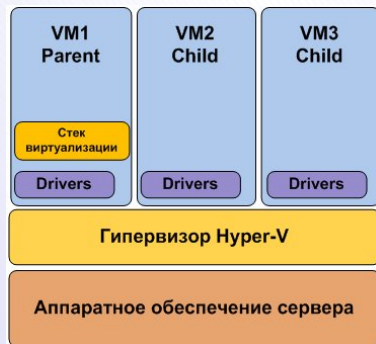 VM1
Parent
VM2
Child
VM3
Child
Стек
виртуализации
Drivers
Drivers
Drivers
Гипервизор Hyper-V
Аппаратное обеспечение сервера